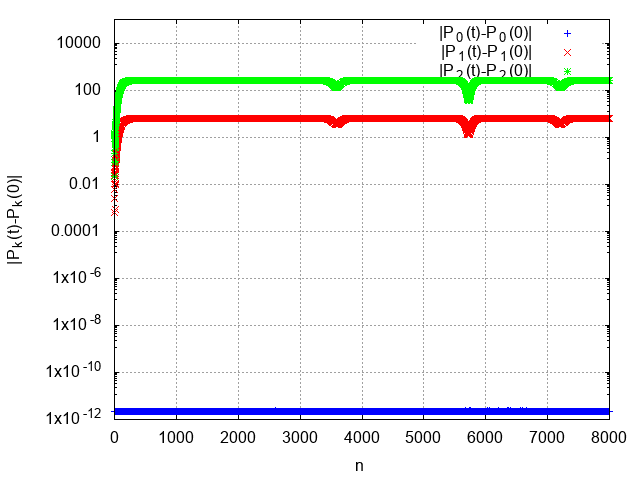 |P0(t)-P0(0)|
|P1(t)-P1(0)|
|P2(t)-P2(0)|
10000
100
1
0.01
0.0001
1x10-6
1x10-8
1x10-10
1x10-12
|Pk(t)-Pk(0)|
0 1000 2000 3000 4000 5000 6000 7000 8000
n